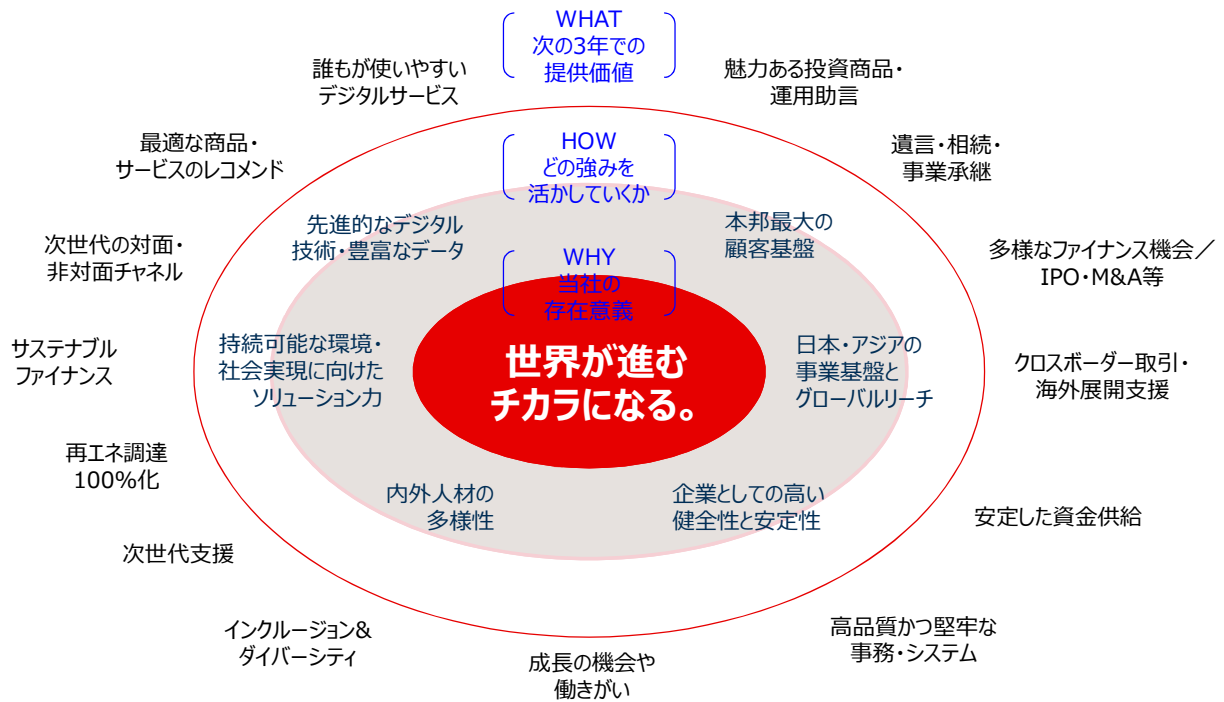 WHAT
次の3年での
提供価値
誰もが使いやすい
デジタルサービス
魅力ある投資商品・
運用助言
最適な商品・
サービスのレコメンド
HOW
どの強みを
活かしていくか
遺言・相続・
事業承継
次世代の対面・
非対面チャネル
先進的なデジタル
技術・豊富なデータ
本邦最大の
顧客基盤
多様なファイナンス機会／
IPO・M&A等
WHY
当社の
存在意義
サステナブル
ファイナンス
持続可能な環境・
社会実現に向けた
ソリューション力
世界が進む
チカラになる。
日本・アジアの
事業基盤と
グローバルリーチ
クロスボーダー取引・
海外展開支援
再エネ調達
100%化
内外人材の
多様性
企業としての高い
健全性と安定性
安定した資金供給
次世代支援
インクルージョン&
ダイバーシティ
成長の機会や
働きがい
高品質かつ堅牢な
事務・システム